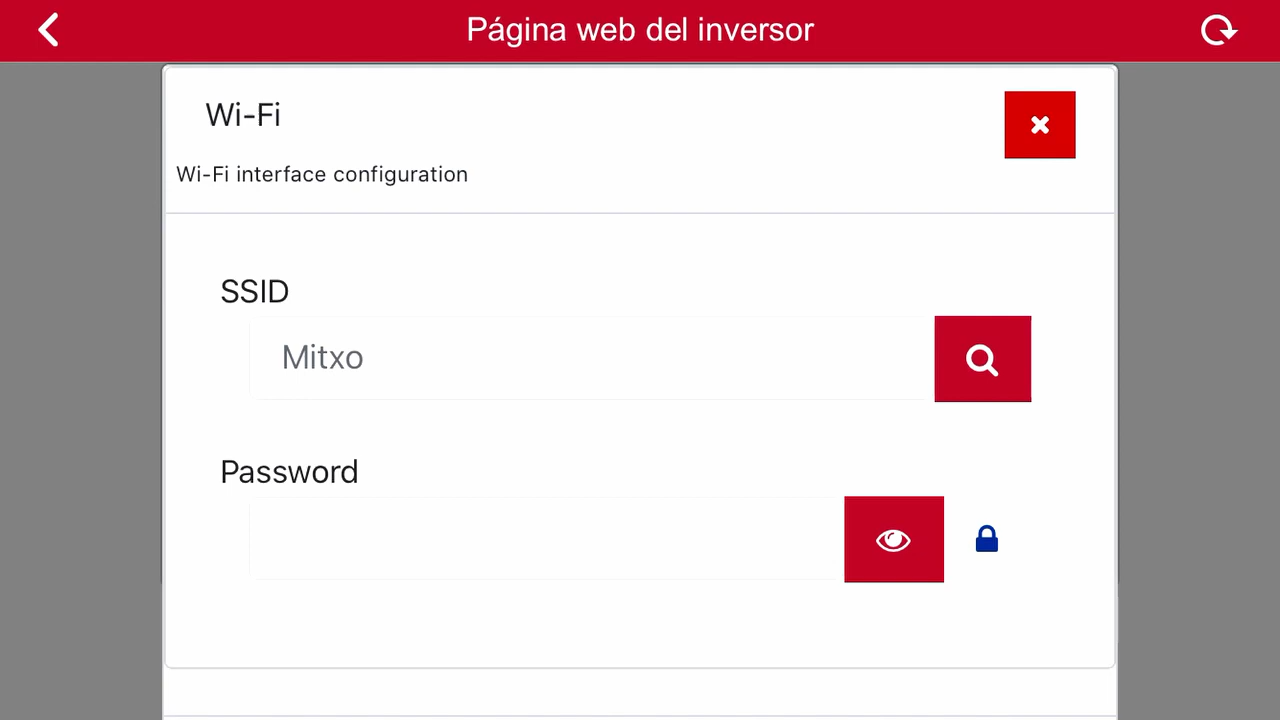 Página web del inversor
Wi-Fi
Wi-Fi interface configuration
SSID
Mitxo
Password